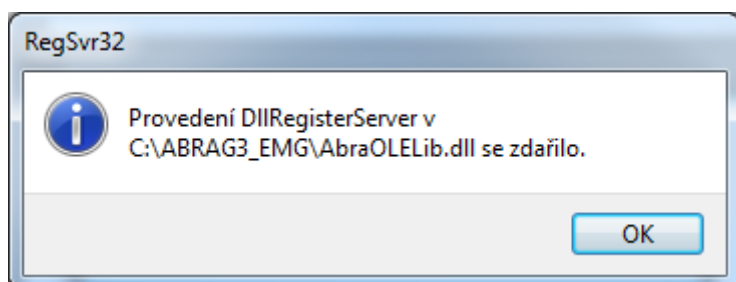 RegSvr32
Provedení DllRegisterServer v
C:\ABRAG3_EMG\AbraOLELib.dll se zdařilo.
OK